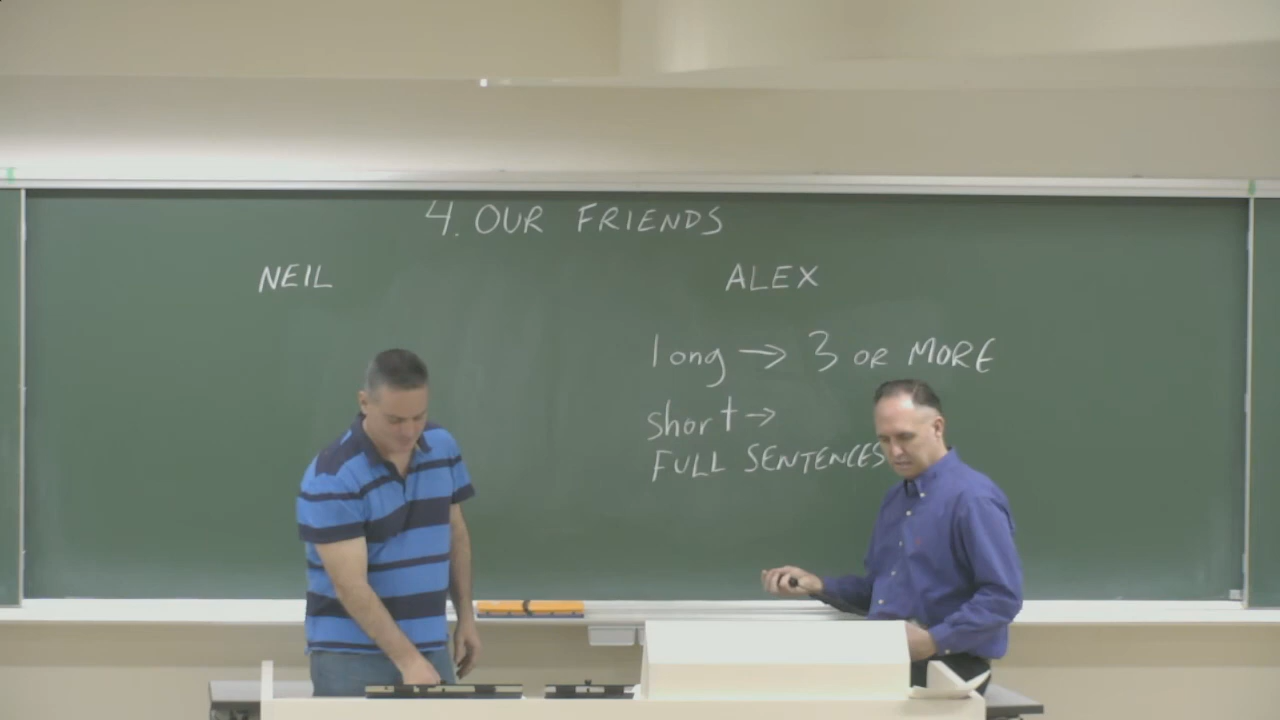 4. OUR FRIENDS
NEIL
ALEX
long → 3 OR MORE
short →
FULL SENTENCES